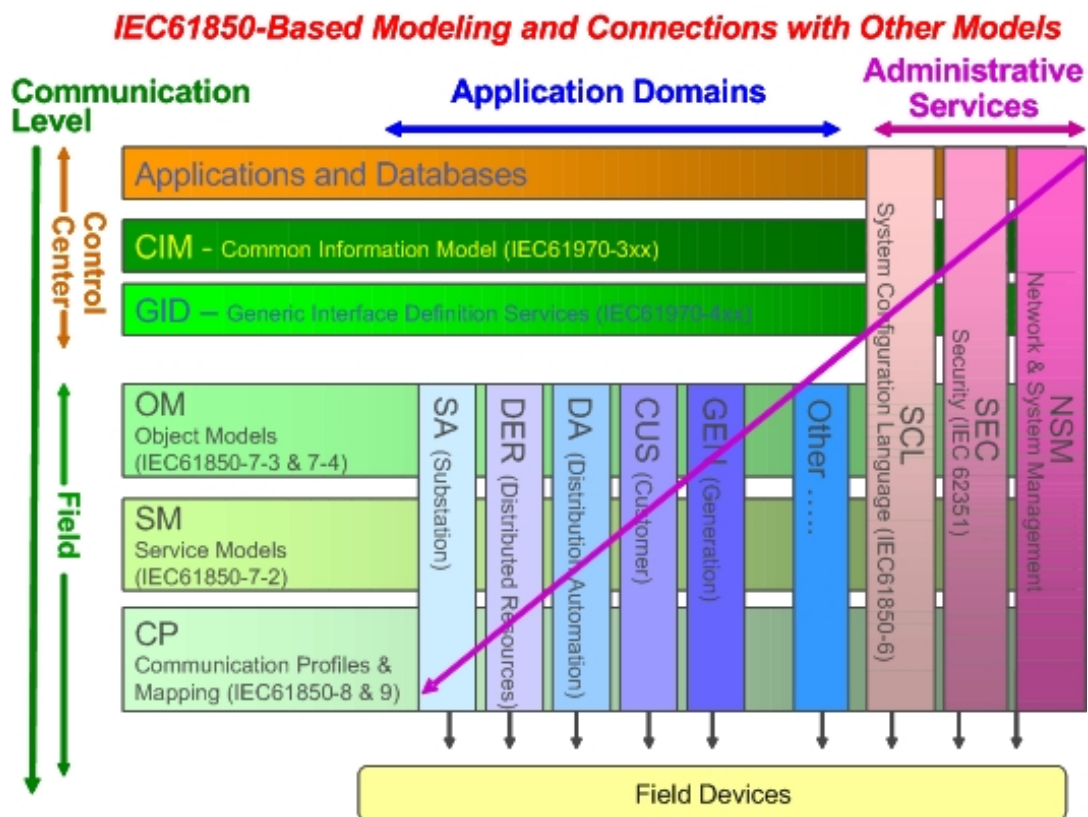 IEC61850-Based Modeling and Connections with Other Models
Communication
Level
Application Domains
Administrative
Services
Control
Center
Field
Applications and Databases
CIM - Common Information Model (IEC61970-3xx)
GID – Generic Interface Definition Services (IEC61970-4xx)
OM
Object Models
(IEC61850-7-3 & 7-4)
SM
Service Models
(IEC61850-7-2)
CP
Communication Profiles &
Mapping (IEC61850-8 & 9)
SA (Substation)
DER (Distributed Resources)
DA (Distribution Automation)
CUS (Customer)
GEN (Generation)
Other .....
SCL
System Configuration Language (IEC61850-6)
SEC
Security (IEC 62351)
NSM
Network & System Management
Field Devices